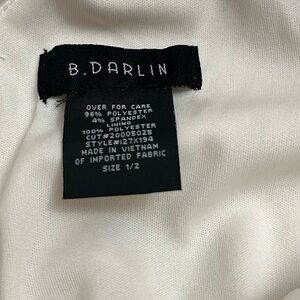 B.DARLIN
OVER FOR CARE
96% POLYESTER
4% SPANDEX
LINING
100% POLYESTER
CUT#20005025
STYLE#127X194
MADE IN VIETNAM
OF IMPORTED FABRIC
SIZE 1/2